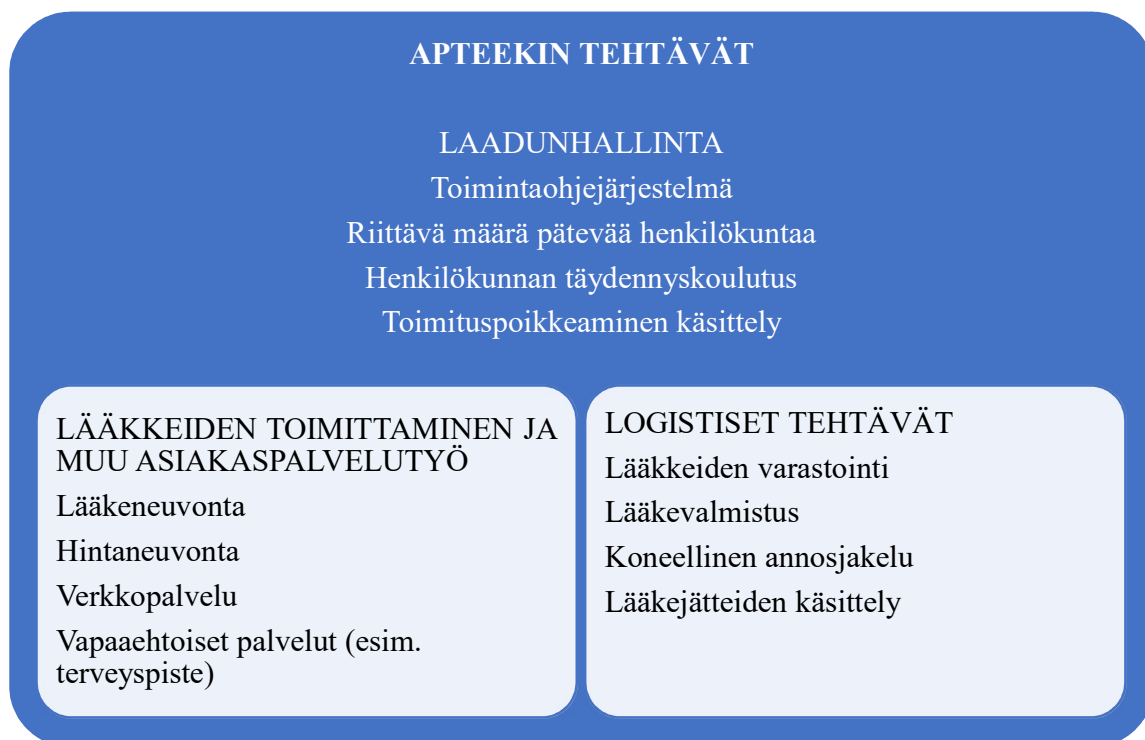 APTEEKIN TEHTÄVÄT
LAADUNHALLINTA
Toimintaohjejärjestelmä
Riittävä määrä pätevää henkilökuntaa
Henkilökunnan täydennyskoulutus
Toimituspoikkeaminen käsittely
LÄÄKKEIDEN TOIMITTAMINEN JA
MUU ASIAKASPALVELUTYÖ
Lääkeneuvonta
Hintaneuvonta
Verkkopalvelu
Vapaaehtoiset palvelut (esim.
terveyspiste)
LOGISTISET TEHTÄVÄT
Lääkkeiden varastointi
Lääkevalmistus
Koneellinen annosjakelu
Lääkejätteiden käsittely